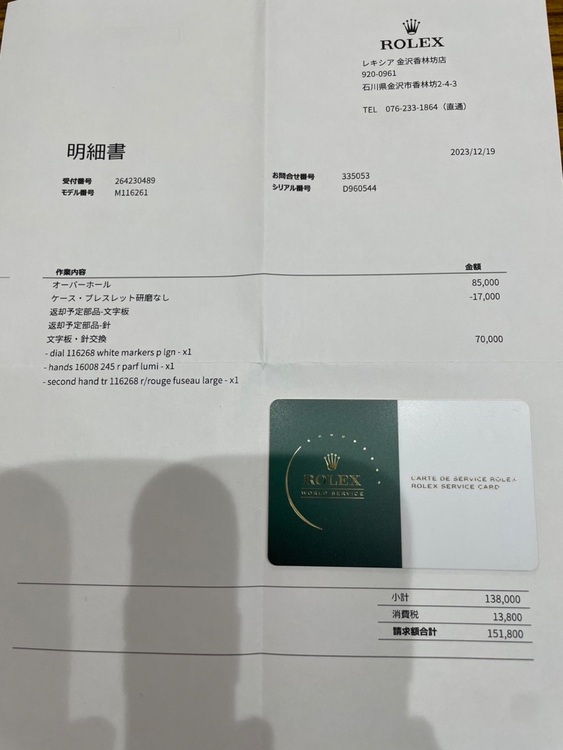 ROLEX
レキシア 金沢香林坊店
920-0961
石川県金沢市香林坊2-4-3
TEL 076-233-1864（直通）
明細書
2023/12/19
受付番号 264230489
お問合せ番号 335053
モデル番号 M116261
シリアル番号 D960544
作業内容 金額
オーバーホール 85,000
ケース・ブレスレット研磨なし -17,000
返却予定部品-文字板
返却予定部品-針
文字板・針交換 70,000
- dial 116268 white markers p lgn - x1
- hands 16008 245 r parf lumi - x1
- second hand tr 116268 r/rouge fuseau large - x1
ROLEX
WORLD SERVICE
CARTE DE SERVICE ROLEX
ROLEX SERVICE CARD
小計 138,000
消費税 13,800
請求額合計 151,800